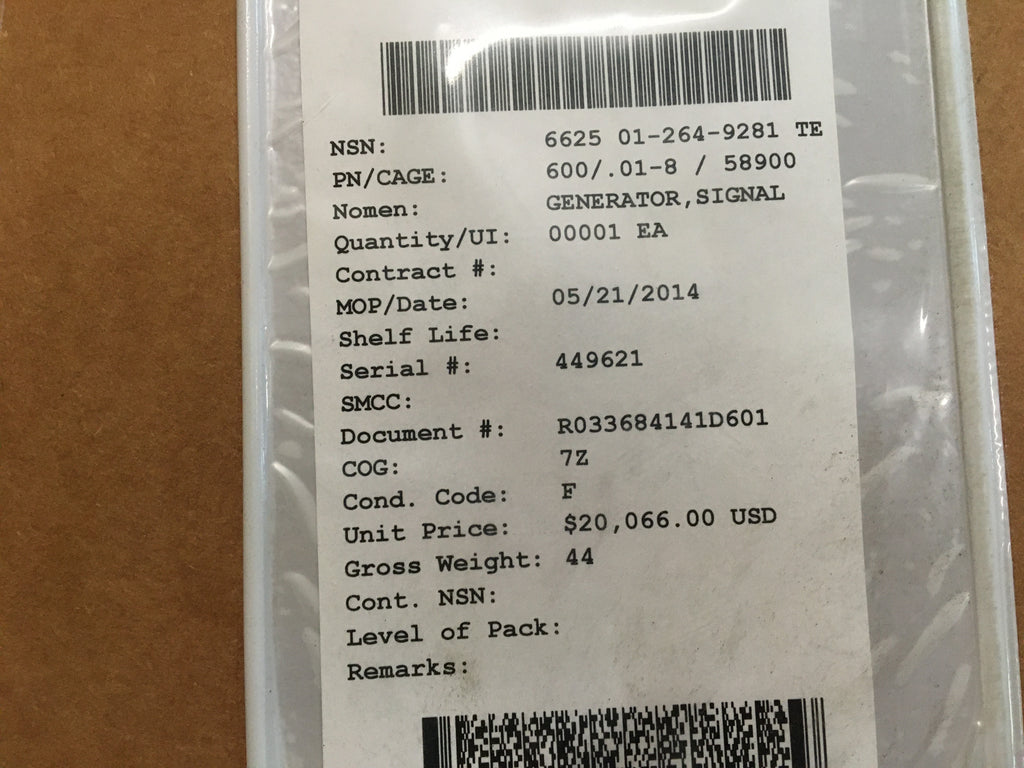 NSN: 6625 01-264-9281 TE
PN/CAGE: 600/.01-8 / 58900
Nomen: GENERATOR,SIGNAL
Quantity/UI: 00001 EA
Contract #:
MOP/Date: 05/21/2014
Shelf Life:
Serial #: 449621
SMCC:
Document #: R033684141D601
COG: 7Z
Cond. Code: F
Unit Price: $20,066.00 USD
Gross Weight: 44
Cont. NSN:
Level of Pack:
Remarks: